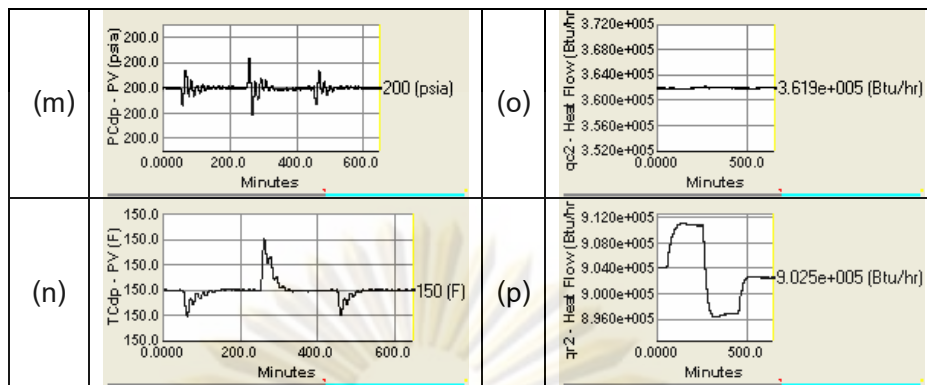 (m)
PCdp - PV (psia)
200.0
200.0
200.0
200.0
200.0
200 (psia)
0.0000 200.0 400.0 600.0
Minutes
(o)
qc2 - Heat Flow (Btu/hr
3.720e+005
3.680e+005
3.640e+005
3.600e+005
3.560e+005
3.520e+005
3.619e+005 (Btu/hr)
0.0000 500.0
Minutes
(n)
TCdp - PV (F)
150.0
150.0
150.0
150.0
150.0
150.0
150 (F)
0.0000 200.0 400.0 600.0
Minutes
(p)
qr2 - Heat Flow (Btu/hr
9.120e+005
9.080e+005
9.040e+005
9.000e+005
8.960e+005
9.025e+005 (Btu/hr)
0.0000 500.0
Minutes